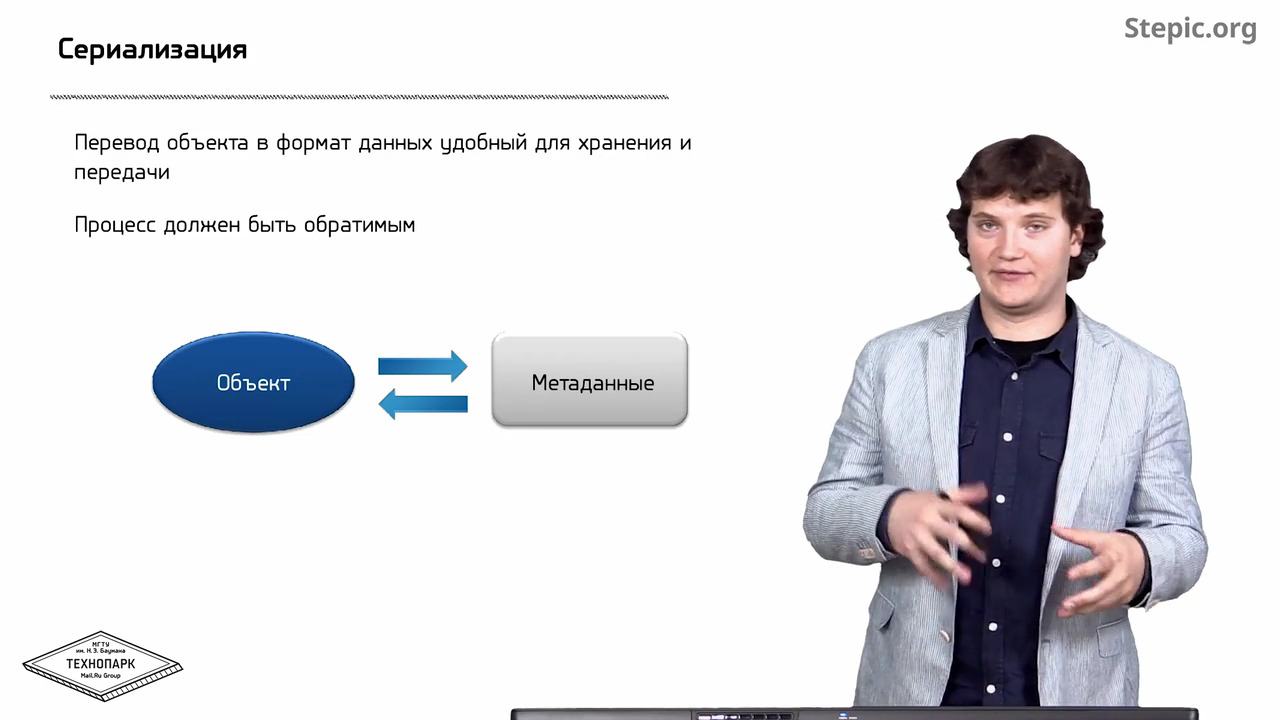 Stepic.org
Сериализация
Перевод объекта в формат данных удобный для хранения и
передачи
Процесс должен быть обратимым
Объект
Метаданные
МГТУ
им. Н.Э. Баумана
ТЕХНОПАРК
Mail.Ru Group